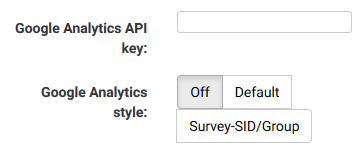 Google Analytics API
key:
Google Analytics
style:
Off Default
Survey-SID/Group